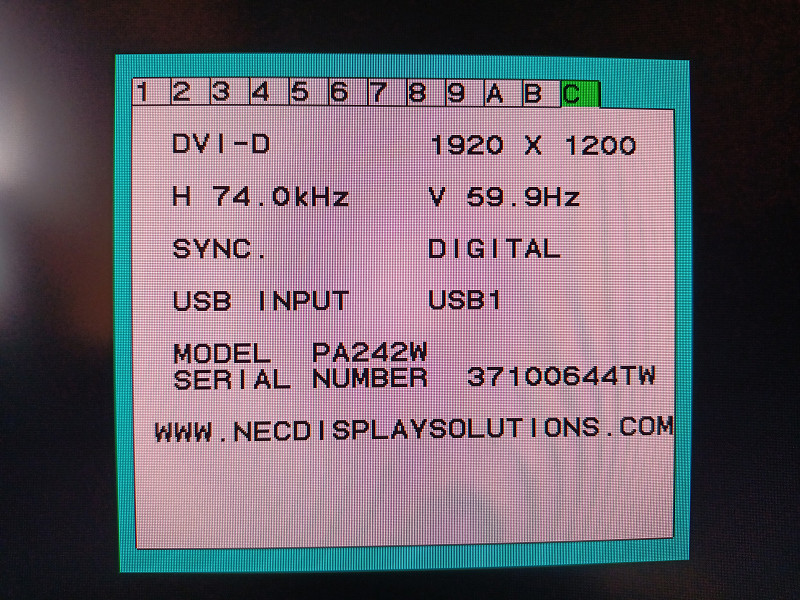 1 2 3 4 5 6 7 8 9 A B C
DVI-D 1920 X 1200
H 74.0kHz V 59.9Hz
SYNC. DIGITAL
USB INPUT USB1
MODEL PA242W
SERIAL NUMBER 37100644TW
WWW.NECDISPLAYSOLUTIONS.COM